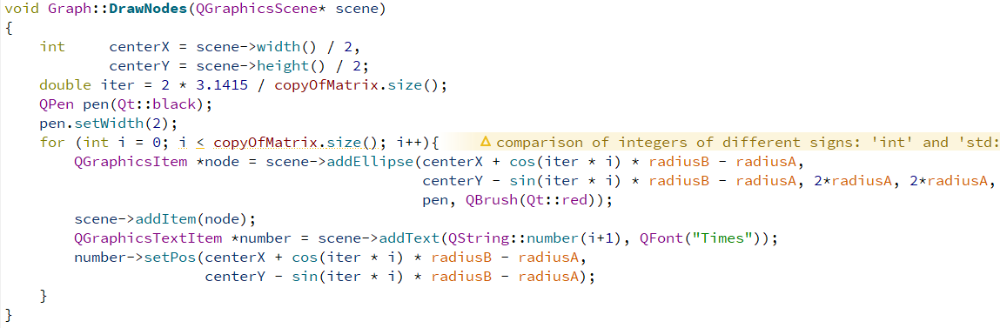 void Graph::DrawNodes(QGraphicsScene* scene)
{
    int     centerX = scene->width() / 2,
            centerY = scene->height() / 2;
    double iter = 2 * 3.1415 / copyOfMatrix.size();
    QPen pen(Qt::black);
    pen.setWidth(2);
    for (int i = 0; i < copyOfMatrix.size(); i++){     ⚠ comparison of integers of different signs: 'int' and 'std:
        QGraphicsItem *node = scene->addEllipse(centerX + cos(iter * i) * radiusB - radiusA,
                                                centerY - sin(iter * i) * radiusB - radiusA, 2*radiusA, 2*radiusA,
                                                pen, QBrush(Qt::red));
        scene->addItem(node);
        QGraphicsTextItem *number = scene->addText(QString::number(i+1), QFont("Times"));
        number->setPos(centerX + cos(iter * i) * radiusB - radiusA,
                       centerY - sin(iter * i) * radiusB - radiusA);
    }
}